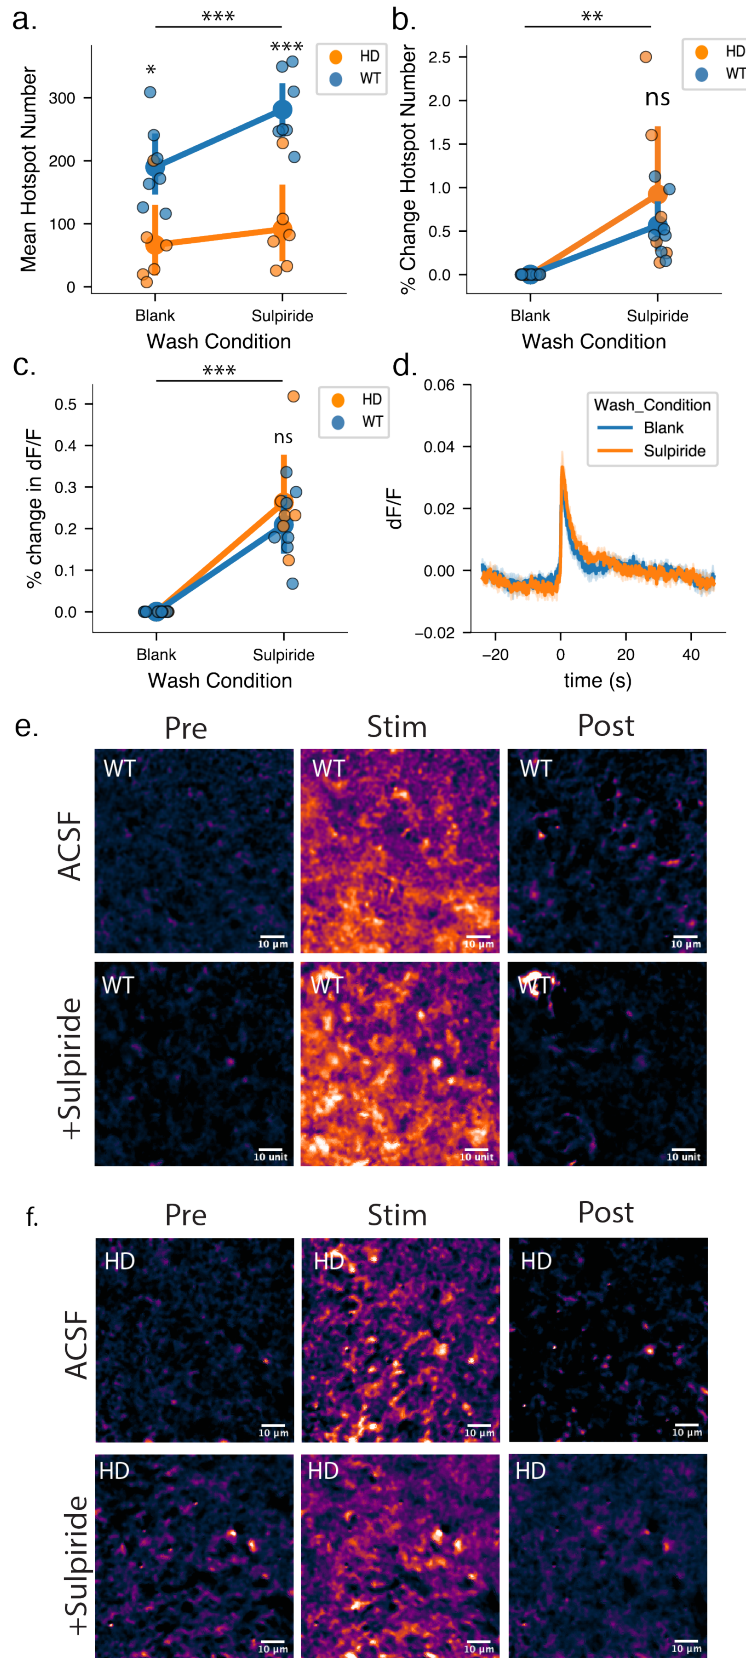 a.
***
*
***
HD
WT
Mean Hotspot Number
300
200
100
0
Blank
Sulpiride
Wash Condition
b.
**
ns
HD
WT
% Change Hotspot Number
2.5
2.0
1.5
1.0
0.5
0.0
Blank
Sulpiride
Wash Condition
c.
***
ns
HD
WT
% change in dF/F
0.5
0.4
0.3
0.2
0.1
0.0
Blank
Sulpiride
Wash Condition
d.
Wash_Condition
Blank
Sulpiride
dF/F
0.06
0.04
0.02
0.00
−0.02
−20
0
20
40
time (s)
e.
Pre
Stim
Post
ACSF
WT
10 μm
WT
10 μm
WT
10 μm
+Sulpiride
WT
10 unit
WT
10 unit
WT
10 unit
f.
Pre
Stim
Post
ACSF
HD
10 μm
HD
10 μm
HD
10 μm
+Sulpiride
HD
10 μm
HD
10 μm
HD
10 μm